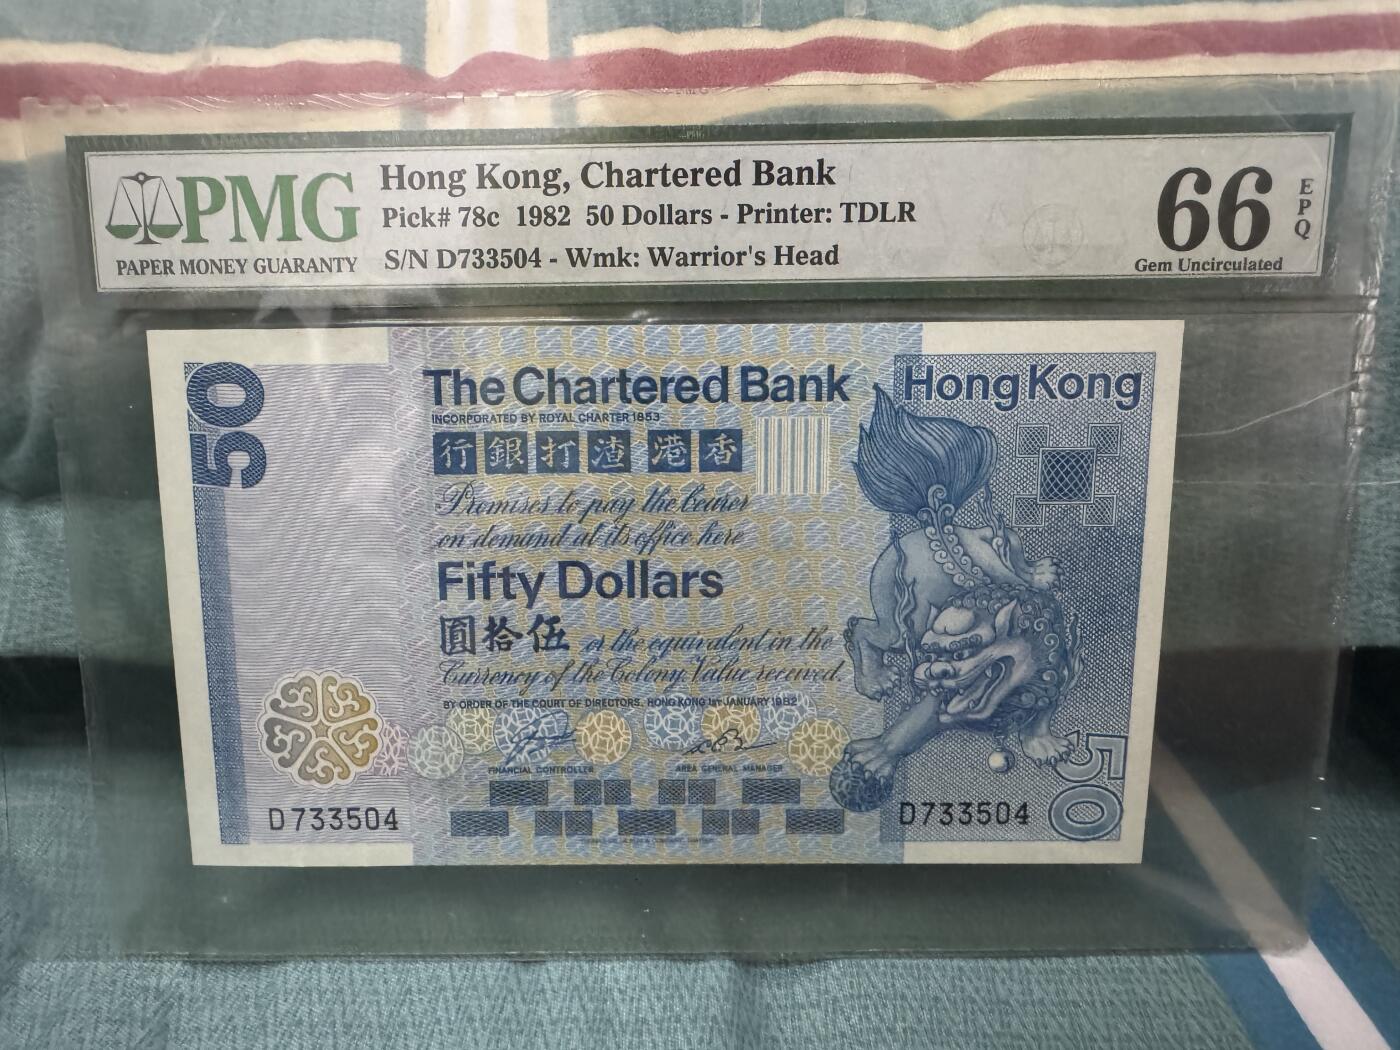 PMG
PAPER MONEY GUARANTY
Hong Kong, Chartered Bank
Pick# 78c 1982 50 Dollars - Printer: TDLR
S/N D733504 - Wmk: Warrior's Head
66
EPQ
Gem Uncirculated
50
The Chartered Bank
HongKong
INCORPORATED BY ROYAL CHARTER 1853
行銀打渣 港香
Promises to pay the bearer
on demand at its office here
Fifty Dollars
圓拾伍 or the equivalent in the
Currency of the Colony, Value received.
BY ORDER OF THE COURT OF DIRECTORS, HONG KONG 1ST JANUARY 1982
FINANCIAL CONTROLLER
AREA GENERAL MANAGER
50
D733504
D733504